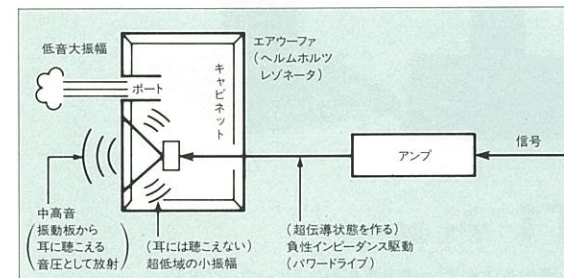 低音大振幅
ポート
キャビネット
エアウーファ
(ヘルムホルツ
レゾネータ)
アンプ
信号
中高音
(振動板から
耳に聴こえる
音圧として放射)
(耳には聴こえない)
超低域の小振幅
(超伝導状態を作る)
負性インピーダンス駆動
(パワードライブ)